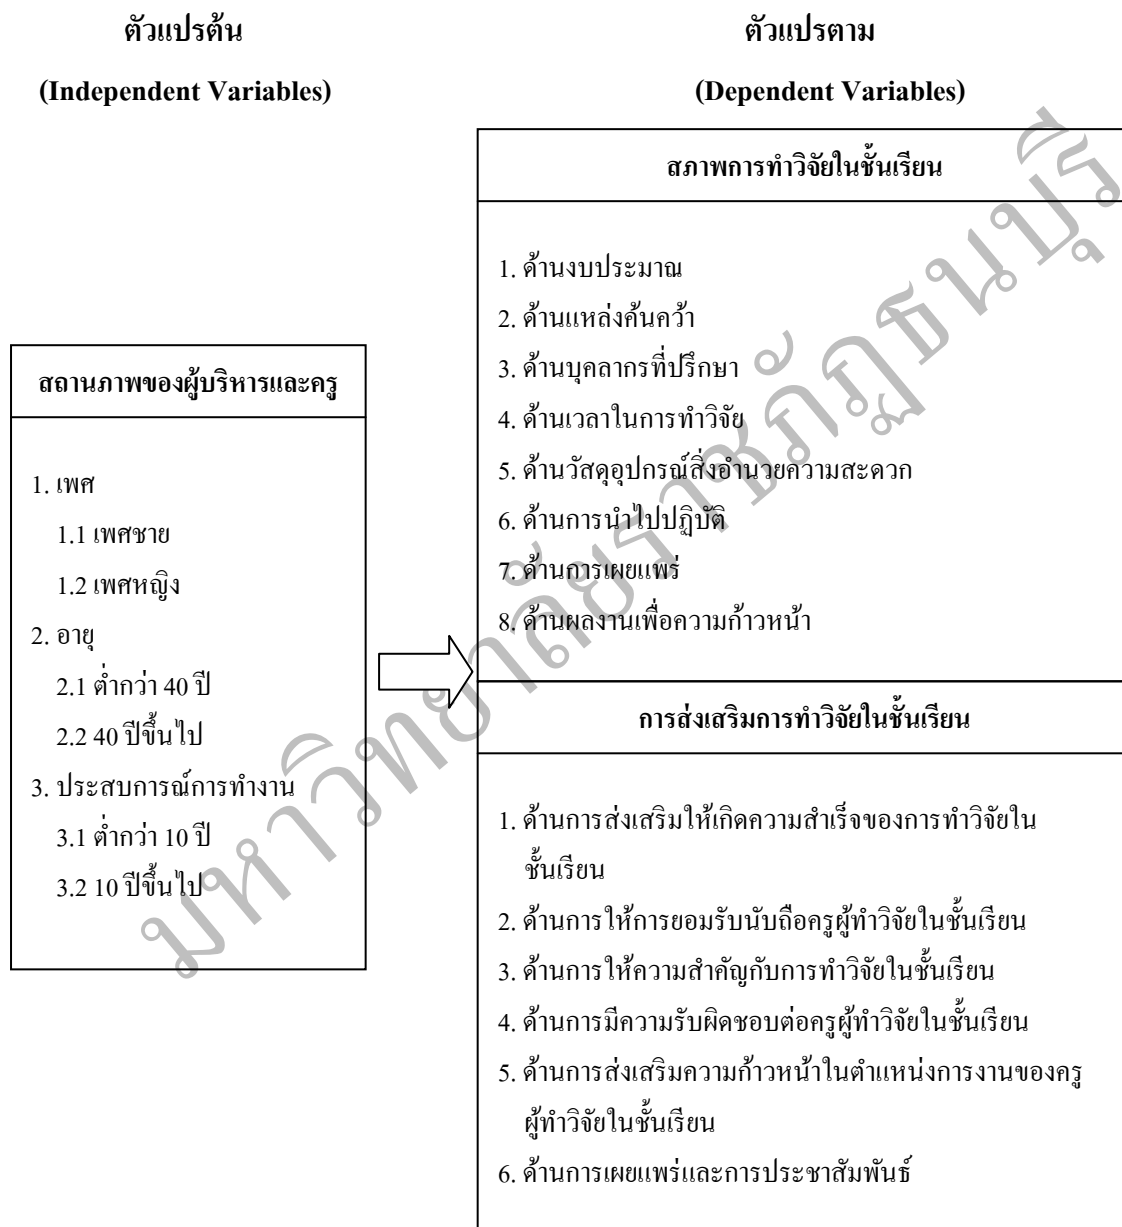 ตัวแปรต้น
(Independent Variables)
สถานภาพของผู้บริหารและครู
1. เพศ
1.1 เพศชาย
1.2 เพศหญิง
2. อายุ
2.1 ต่ำกว่า 40 ปี
2.2 40 ปีขึ้นไป
3. ประสบการณ์การทำงาน
3.1 ต่ำกว่า 10 ปี
3.2 10 ปีขึ้นไป
ตัวแปรตาม
(Dependent Variables)
สภาพการทำวิจัยในชั้นเรียน
1. ด้านงบประมาณ
2. ด้านแหล่งค้นคว้า
3. ด้านบุคลากรที่ปรึกษา
4. ด้านเวลาในการทำวิจัย
5. ด้านวัสดุอุปกรณ์สิ่งอำนวยความสะดวก
6. ด้านการนำไปปฏิบัติ
7. ด้านการเผยแพร่
8. ด้านผลงานเพื่อความก้าวหน้า
การส่งเสริมการทำวิจัยในชั้นเรียน
1. ด้านการส่งเสริมให้เกิดความสำเร็จของการทำวิจัยใน
ชั้นเรียน
2. ด้านการให้การยอมรับนับถือครูผู้ทำวิจัยในชั้นเรียน
3. ด้านการให้ความสำคัญกับการทำวิจัยในชั้นเรียน
4. ด้านการมีความรับผิดชอบต่อครูผู้ทำวิจัยในชั้นเรียน
5. ด้านการส่งเสริมความก้าวหน้าในตำแหน่งการงานของครู
ผู้ทำวิจัยในชั้นเรียน
6. ด้านการเผยแพร่และการประชาสัมพันธ์
มหาวิทยาลัยราชภัฏธนบุรี